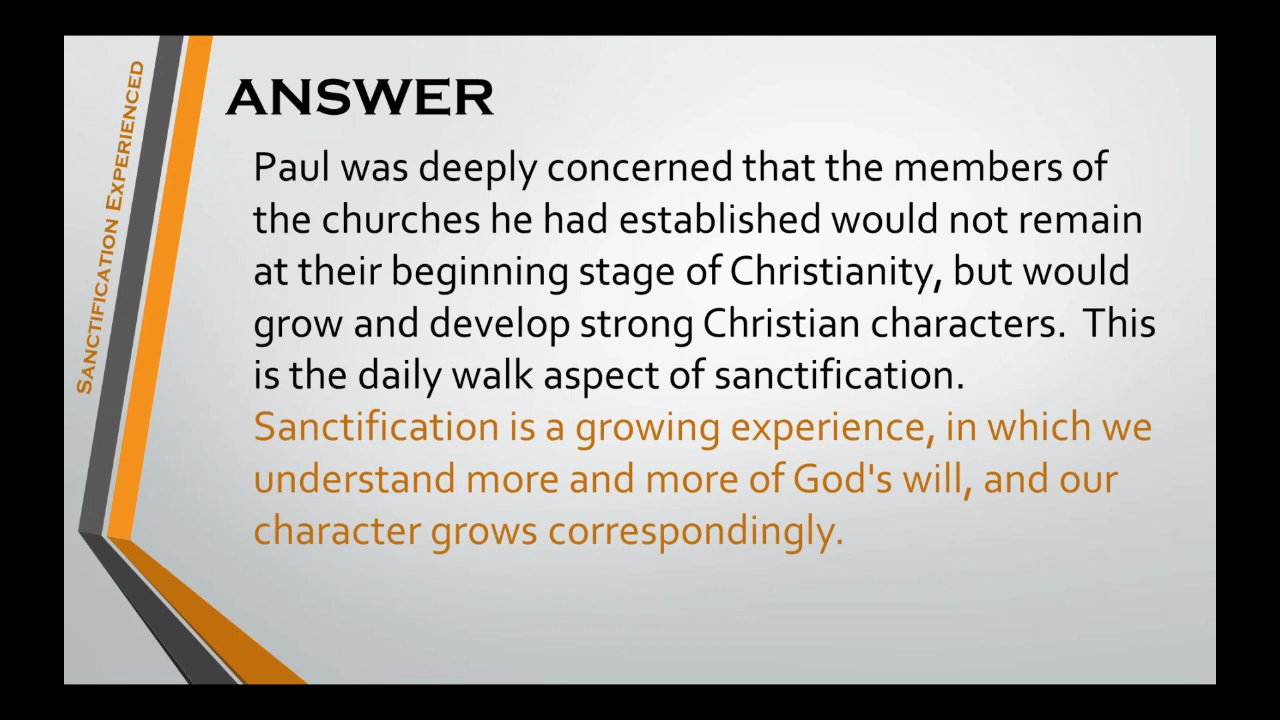 Sanctification Experienced
ANSWER
Paul was deeply concerned that the members of
the churches he had established would not remain
at their beginning stage of Christianity, but would
grow and develop strong Christian characters.  This
is the daily walk aspect of sanctification.
Sanctification is a growing experience, in which we
understand more and more of God's will, and our
character grows correspondingly.